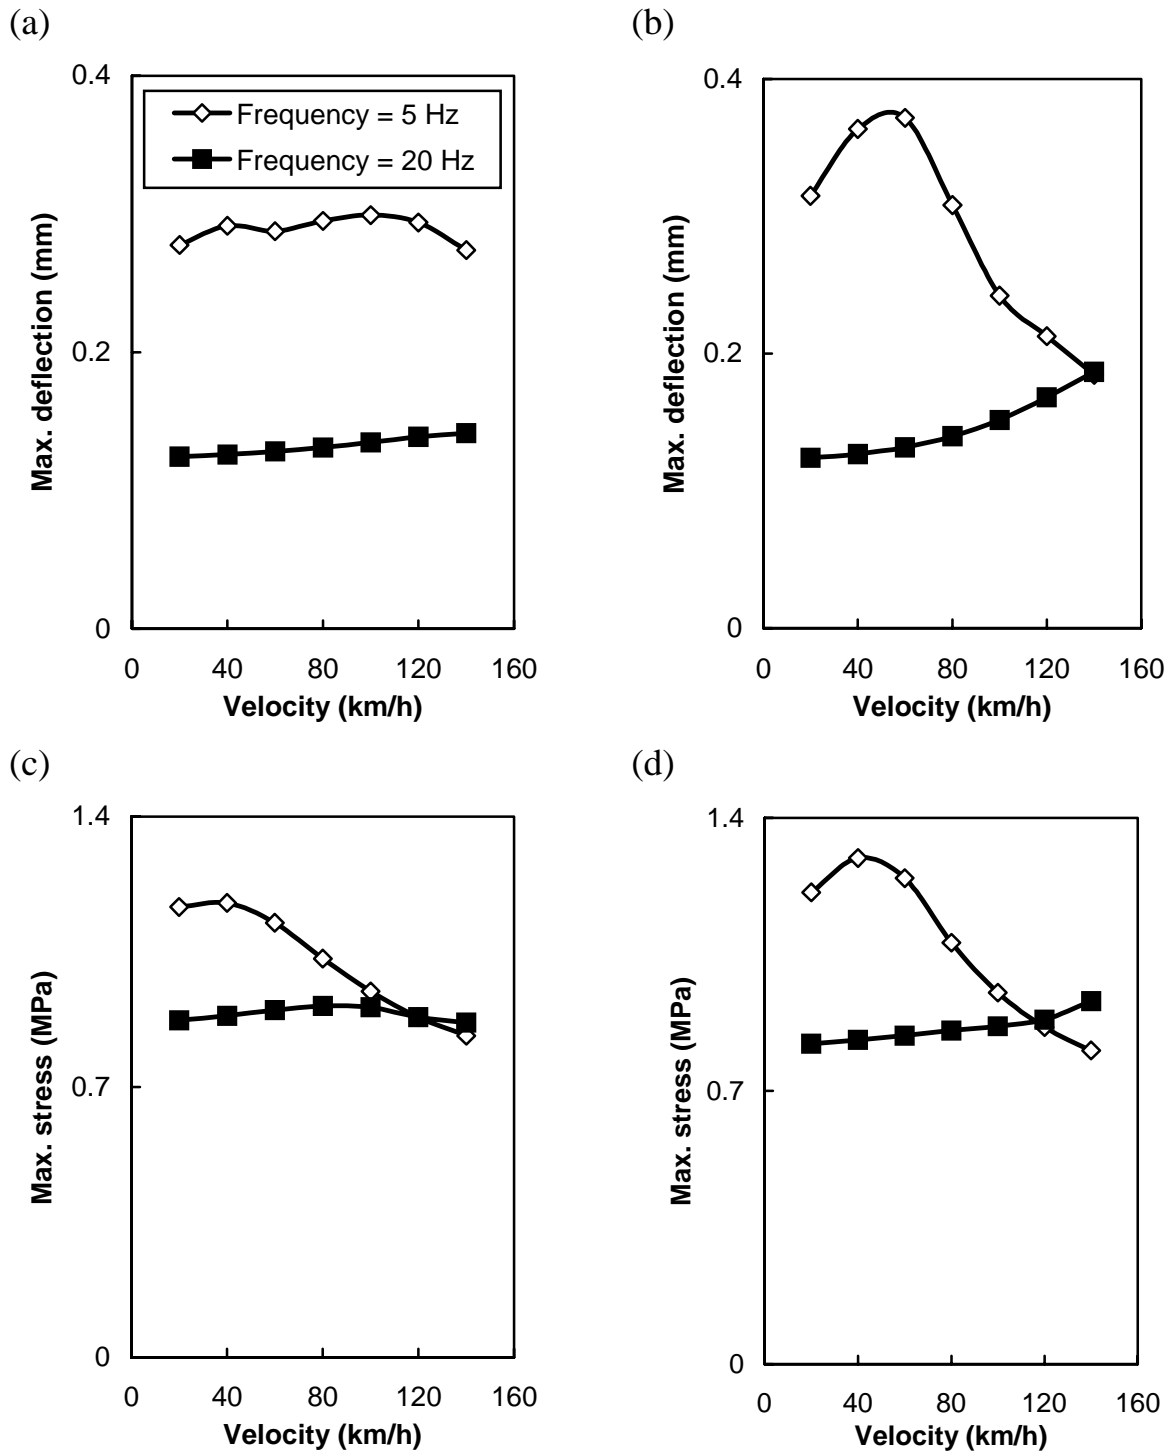 (a)
0.4
Frequency = 5 Hz
Frequency = 20 Hz
Max. deflection (mm)
0.2
0
0 40 80 120 160
Velocity (km/h)
(b)
0.4
Max. deflection (mm)
0.2
0
0 40 80 120 160
Velocity (km/h)
(c)
1.4
Max. stress (MPa)
0.7
0
0 40 80 120 160
Velocity (km/h)
(d)
1.4
Max. stress (MPa)
0.7
0
0 40 80 120 160
Velocity (km/h)